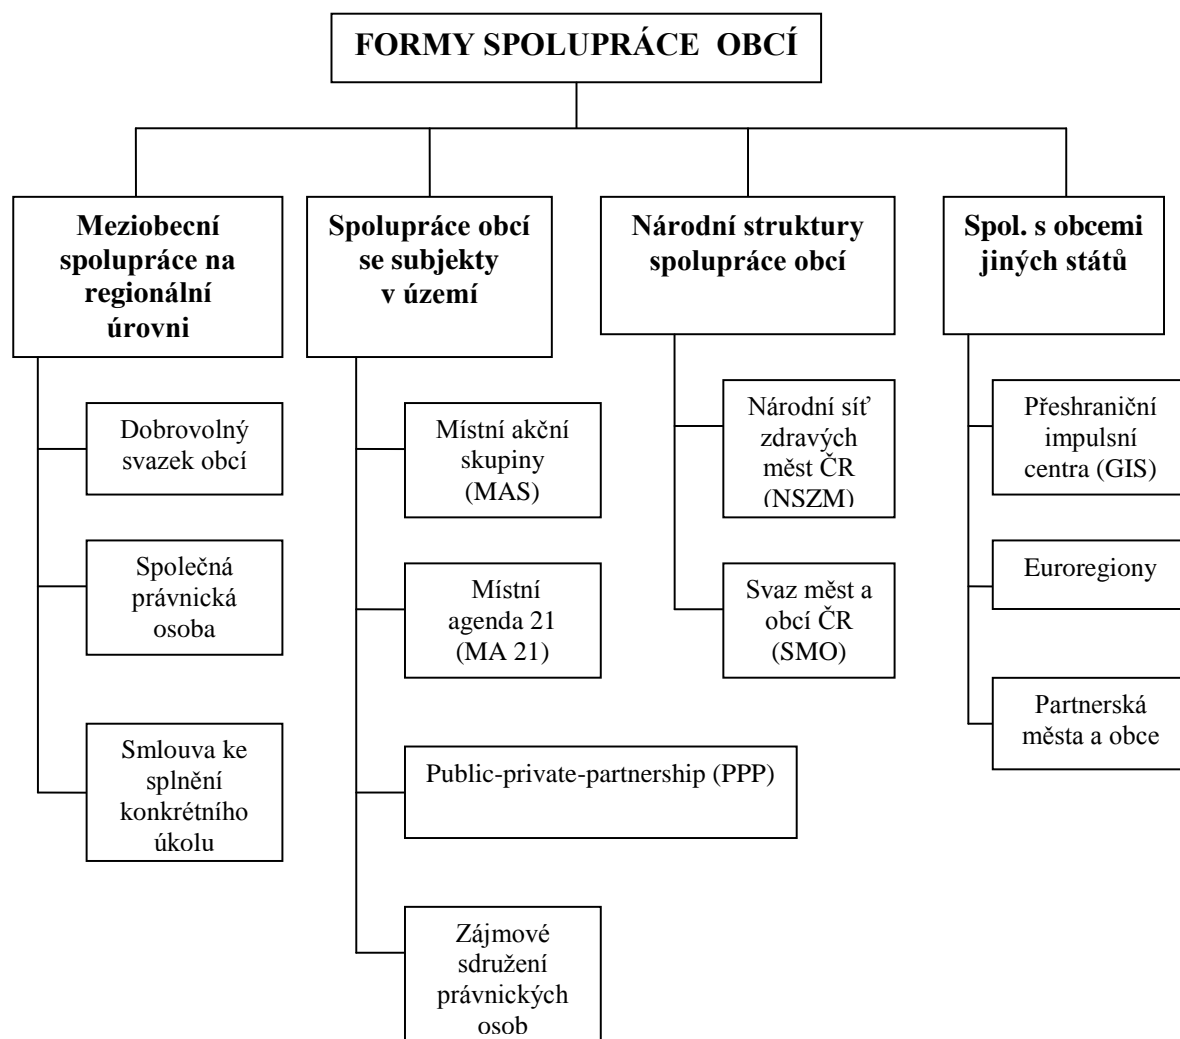 FORMY SPOLUPRÁCE OBCÍ
Meziobecní
spolupráce na
regionální
úrovni
Dobrovolný
svazek obcí
Společná
právnická
osoba
Smlouva ke
splnění
konkrétního
úkolu
Spolupráce obcí
se subjekty
v území
Místní akční
skupiny
(MAS)
Místní
agenda 21
(MA 21)
Public-private-partnership (PPP)
Zájmové
sdružení
právnických
osob
Národní struktury
spolupráce obcí
Národní síť
zdravých
měst ČR
(NSZM)
Svaz měst a
obcí ČR
(SMO)
Spol. s obcemi
jiných států
Přeshraniční
impulsní
centra (GIS)
Euroregiony
Partnerská
města a obce